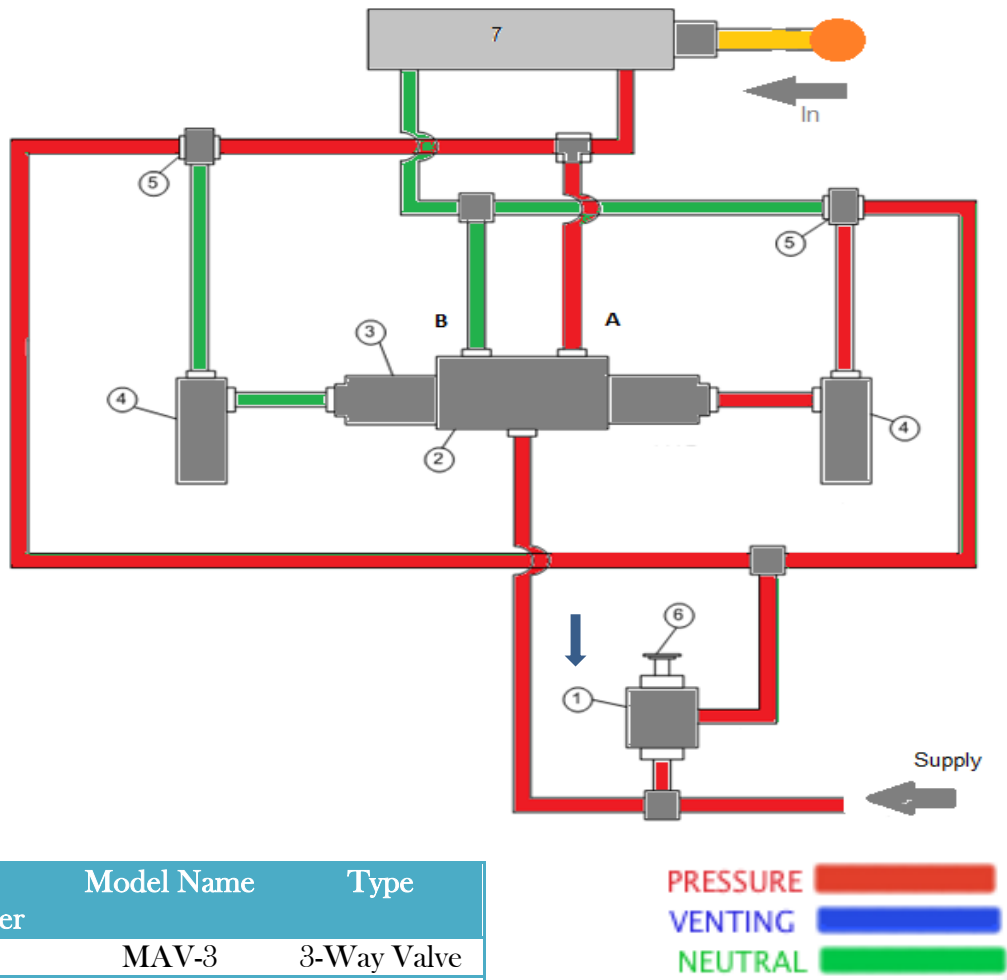 7
In
5
5
B
A
3
4
4
2
6
1
Supply
Model Name Type
er
MAV-3 3-Way Valve
PRESSURE
VENTING
NEUTRAL